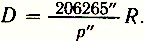 D = 206265″ / p″ R.